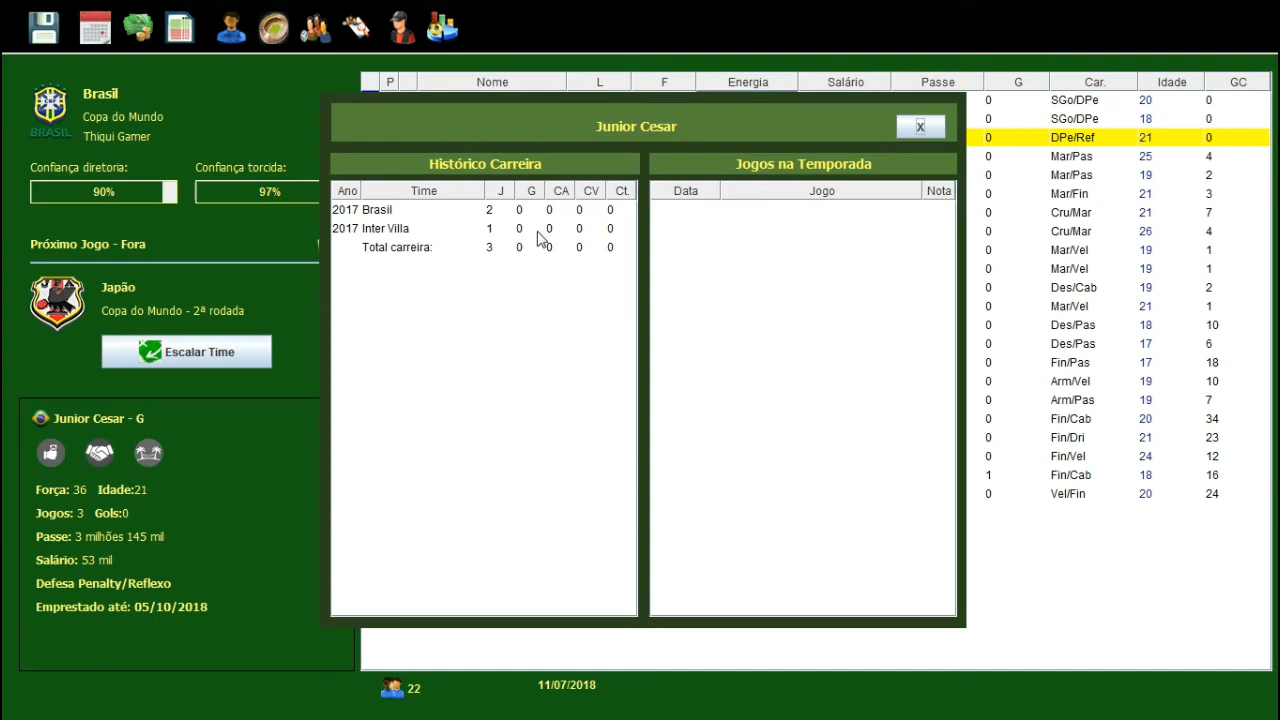 Brasil
Copa do Mundo
Thiqui Gamer
BRASIL
Confiança diretoria: Confiança torcida:
90% 97%
Próximo Jogo - Fora
Japão
Copa do Mundo - 2ª rodada
Escalar Time
Junior Cesar - G
Força: 36 Idade:21
Jogos: 3 Gols:0
Passe: 3 milhões 145 mil
Salário: 53 mil
Defesa Penalty/Reflexo
Emprestado até: 05/10/2018
Junior Cesar X
Histórico Carreira
Ano Time J G CA CV Ct.
2017 Brasil 2 0 0 0 0
2017 Inter Villa 1 0 0 0 0
Total carreira: 3 0 0 0 0
Jogos na Temporada
Data Jogo Nota
P Nome L F Energia Salário Passe G Car. Idade GC
0 SGo/DPe 20 0
0 SGo/DPe 18 0
0 DPe/Ref 21 0
0 Mar/Pas 25 4
0 Mar/Pas 19 2
0 Mar/Fin 21 3
0 Cru/Mar 21 7
0 Cru/Mar 26 4
0 Mar/Vel 19 1
0 Mar/Vel 19 1
0 Des/Cab 19 2
0 Mar/Vel 21 1
0 Des/Pas 18 10
0 Des/Pas 17 6
0 Fin/Pas 17 18
0 Arm/Vel 19 10
0 Arm/Pas 19 7
0 Fin/Cab 20 34
0 Fin/Dri 21 23
0 Fin/Vel 24 12
1 Fin/Cab 18 16
0 Vel/Fin 20 24
22 11/07/2018